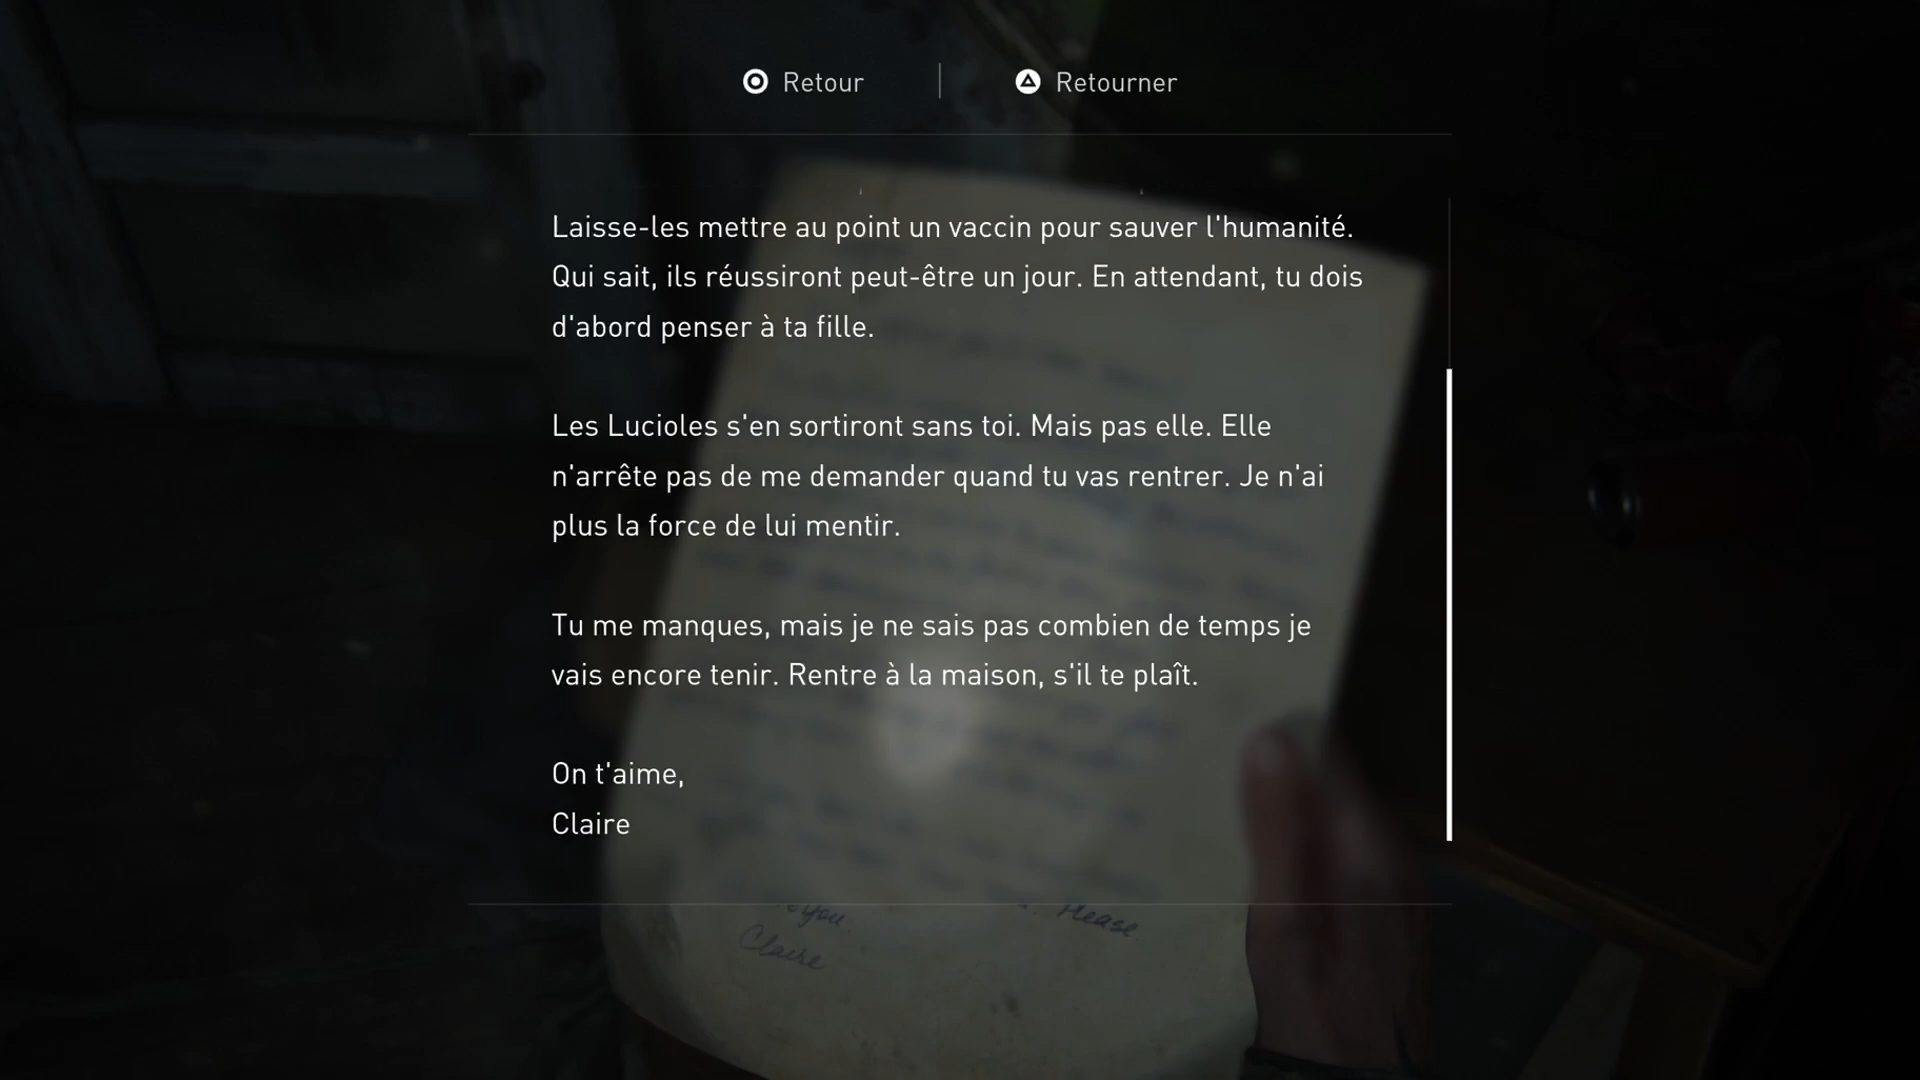 Retour
Retourner
Laisse-les mettre au point un vaccin pour sauver l'humanité.
Qui sait, ils réussiront peut-être un jour. En attendant, tu dois
d'abord penser à ta fille.
Les Lucioles s'en sortiront sans toi. Mais pas elle. Elle
n'arrête pas de me demander quand tu vas rentrer. Je n'ai
plus la force de lui mentir.
Tu me manques, mais je ne sais pas combien de temps je
vais encore tenir. Rentre à la maison, s'il te plaît.
On t'aime,
Claire
you. Please
Claire